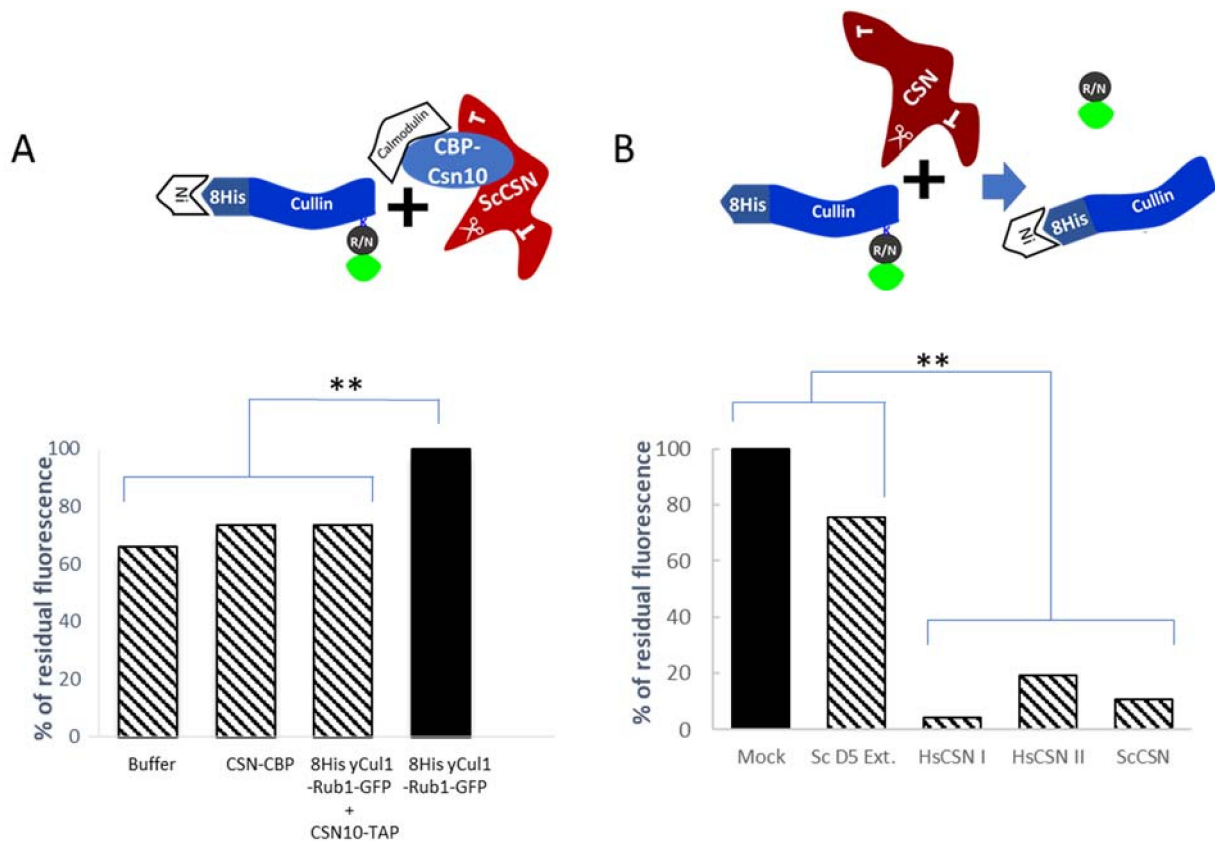 A
Calmodulin
T
CBP-
Csn10
ScCSN
T
Ni
8His
Cullin
R/N
+
**
% of residual fluorescence
100
80
60
40
20
0
Buffer
CSN-CBP
8His yCul1
-Rub1-GFP
+
CSN10-TAP
8His yCul1
-Rub1-GFP
B
T
CSN
T
R/N
8His
Cullin
R/N
+
Ni
8His
Cullin
**
% of residual fluorescence
100
80
60
40
20
0
Mock
Sc D5 Ext.
HsCSN I
HsCSN II
ScCSN